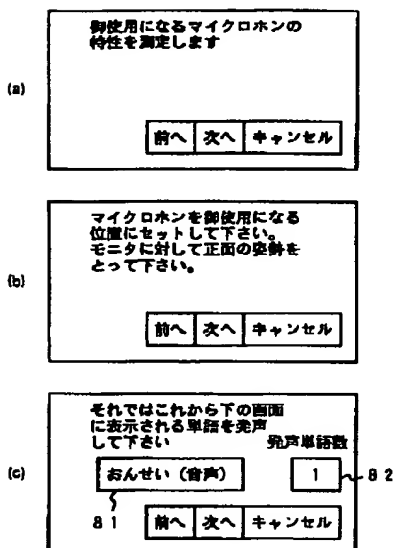 (a)
御使用になるマイクロホンの
特性を測定します
前へ 次へ キャンセル
(b)
マイクロホンを御使用になる
位置にセットして下さい。
モニタに対して正面の姿勢を
とって下さい。
前へ 次へ キャンセル
(c)
それではこれから下の画面
に表示される単語を発声
して下さい 発声単語数
おんせい（音声） 1 82
81 前へ 次へ キャンセル